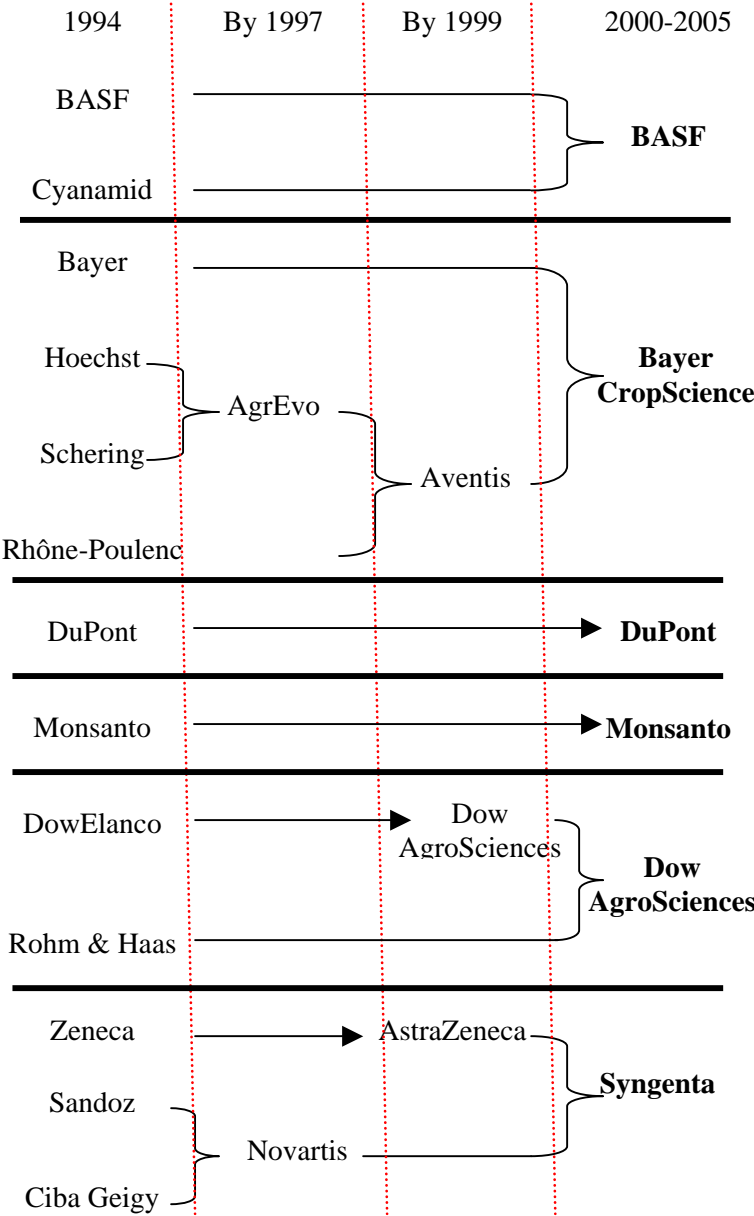 1994 By 1997 By 1999 2000-2005
BASF
BASF
Cyanamid
Bayer
Hoechst
Bayer
CropScience
AgrEvo
Schering
Aventis
Rhône-Poulenc
DuPont DuPont
Monsanto Monsanto
DowElanco
Dow
AgroSciences
Dow
AgroSciences
Rohm & Haas
Zeneca AstraZeneca
Syngenta
Sandoz
Novartis
Ciba Geigy